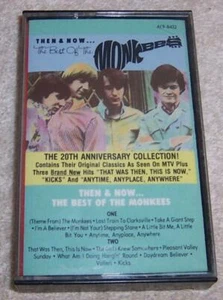 AC9-8432
THEN & NOW...
The Best Of The
MONKEES
THE 20TH ANNIVERSARY COLLECTION!
Contains Their Original Classics As Seen On MTV Plus
Three Brand New Hits "THAT WAS THEN, THIS IS NOW,"
"KICKS" And "ANYTIME, ANYPLACE, ANYWHERE"
THEN & NOW...
THE BEST OF THE MONKEES
ONE
(Theme From) The Monkees • Last Train To Clarksville • Take A Giant Step
I'm A Believer • (I'm Not Your) Stepping Stone • A Little Bit Me, A Little
Bit You • Anytime, Anyplace, Anywhere
TWO
That Was Then, This Is Now • The Girl I Knew Somewhere • Pleasant Valley
Sunday • What Am I Doing Hangin' Round • Daydream Believer
Valleri • Kicks